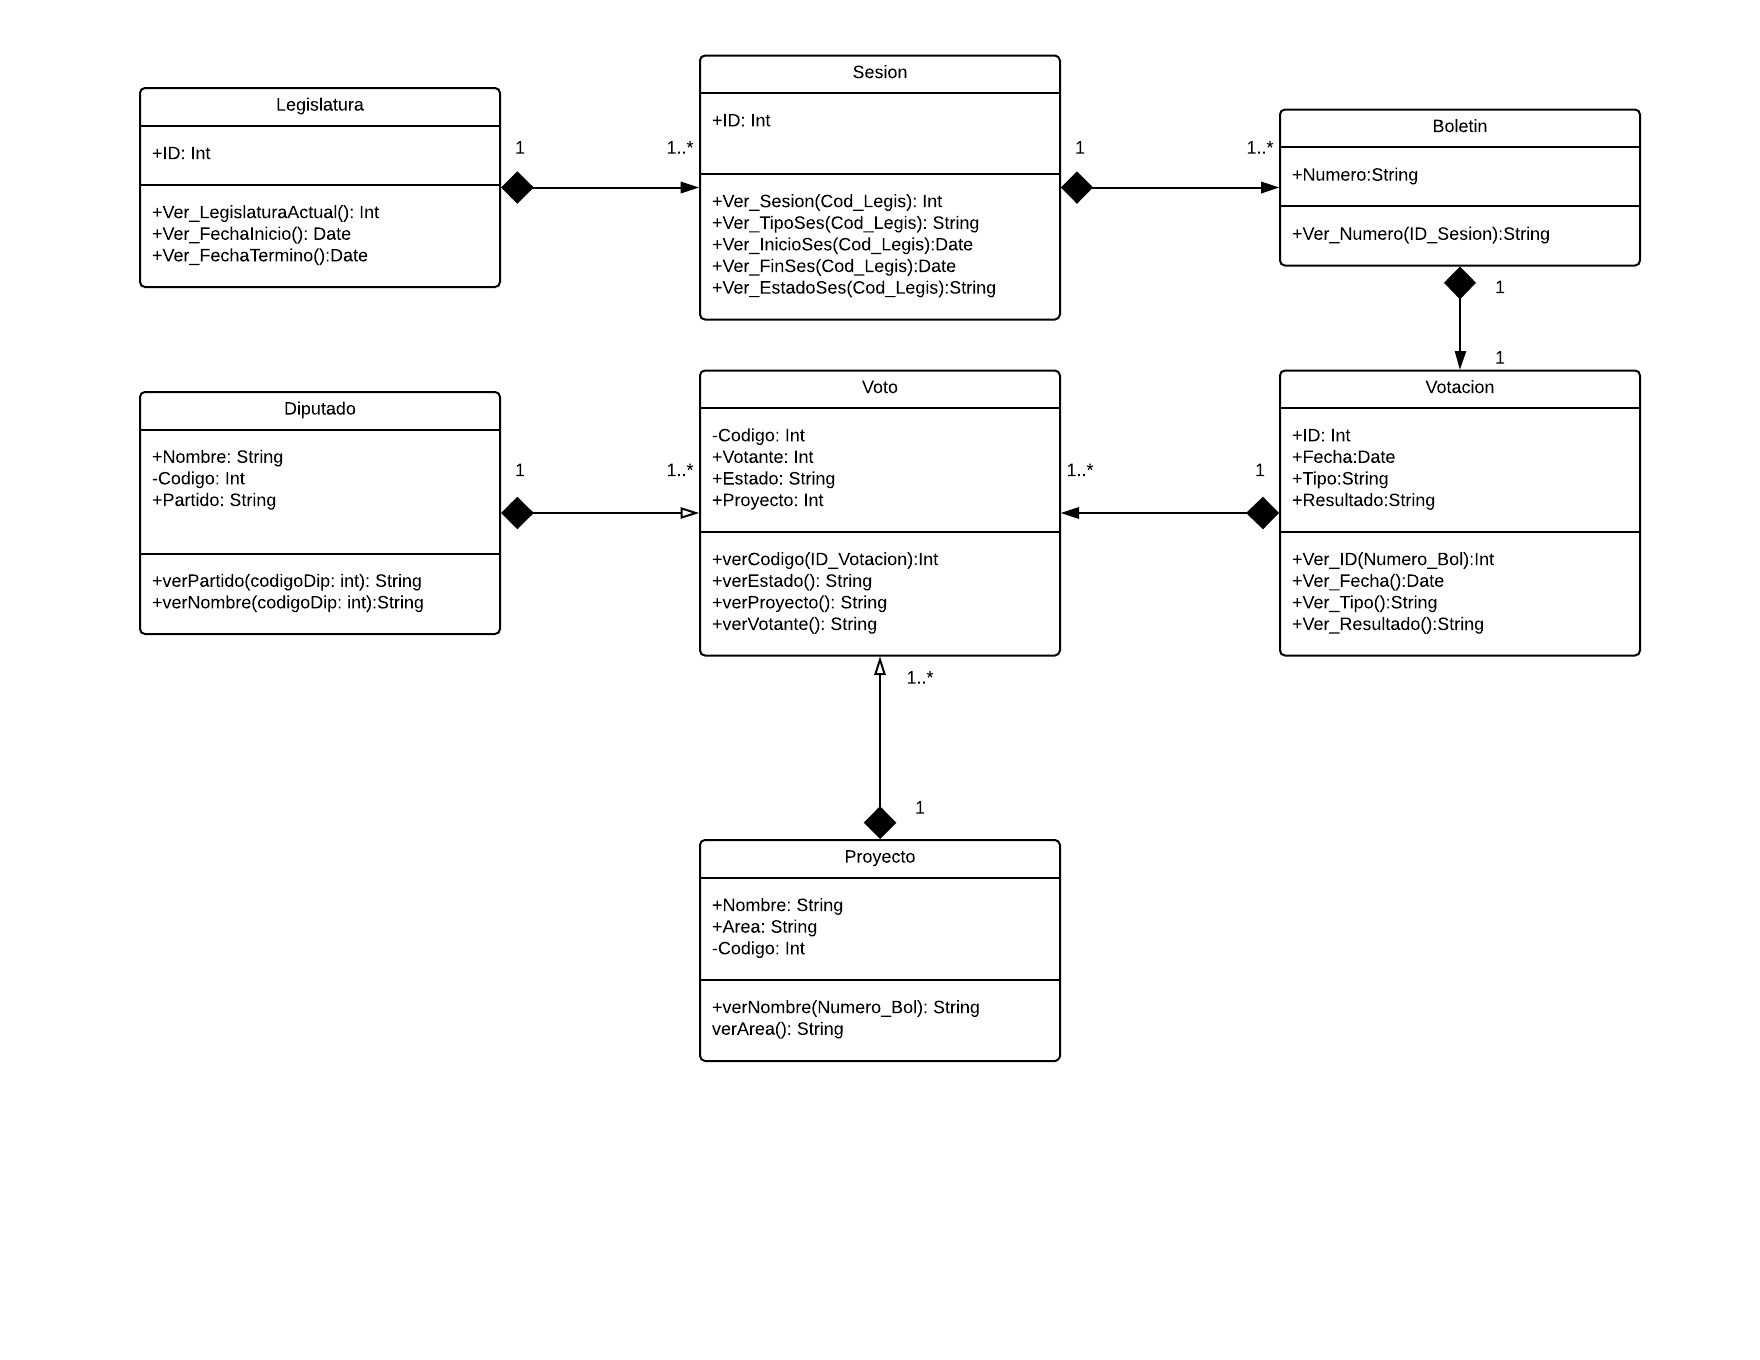 Legislatura
+ID: Int
+Ver_LegislaturaActual(): Int
+Ver_FechaInicio(): Date
+Ver_FechaTermino():Date
1
1..*
Sesion
+ID: Int
+Ver_Sesion(Cod_Legis): Int
+Ver_TipoSes(Cod_Legis): String
+Ver_InicioSes(Cod_Legis):Date
+Ver_FinSes(Cod_Legis):Date
+Ver_EstadoSes(Cod_Legis):String
1
1..*
Boletin
+Numero:String
+Ver_Numero(ID_Sesion):String
1
1
Diputado
+Nombre: String
-Codigo: Int
+Partido: String
+verPartido(codigoDip: int): String
+verNombre(codigoDip: int):String
1
1..*
Voto
-Codigo: Int
+Votante: Int
+Estado: String
+Proyecto: Int
+verCodigo(ID_Votacion):Int
+verEstado(): String
+verProyecto(): String
+verVotante(): String
1..*
1
Votacion
+ID: Int
+Fecha:Date
+Tipo:String
+Resultado:String
+Ver_ID(Numero_Bol):Int
+Ver_Fecha():Date
+Ver_Tipo():String
+Ver_Resultado():String
1..*
1
Proyecto
+Nombre: String
+Area: String
-Codigo: Int
+verNombre(Numero_Bol): String
verArea(): String